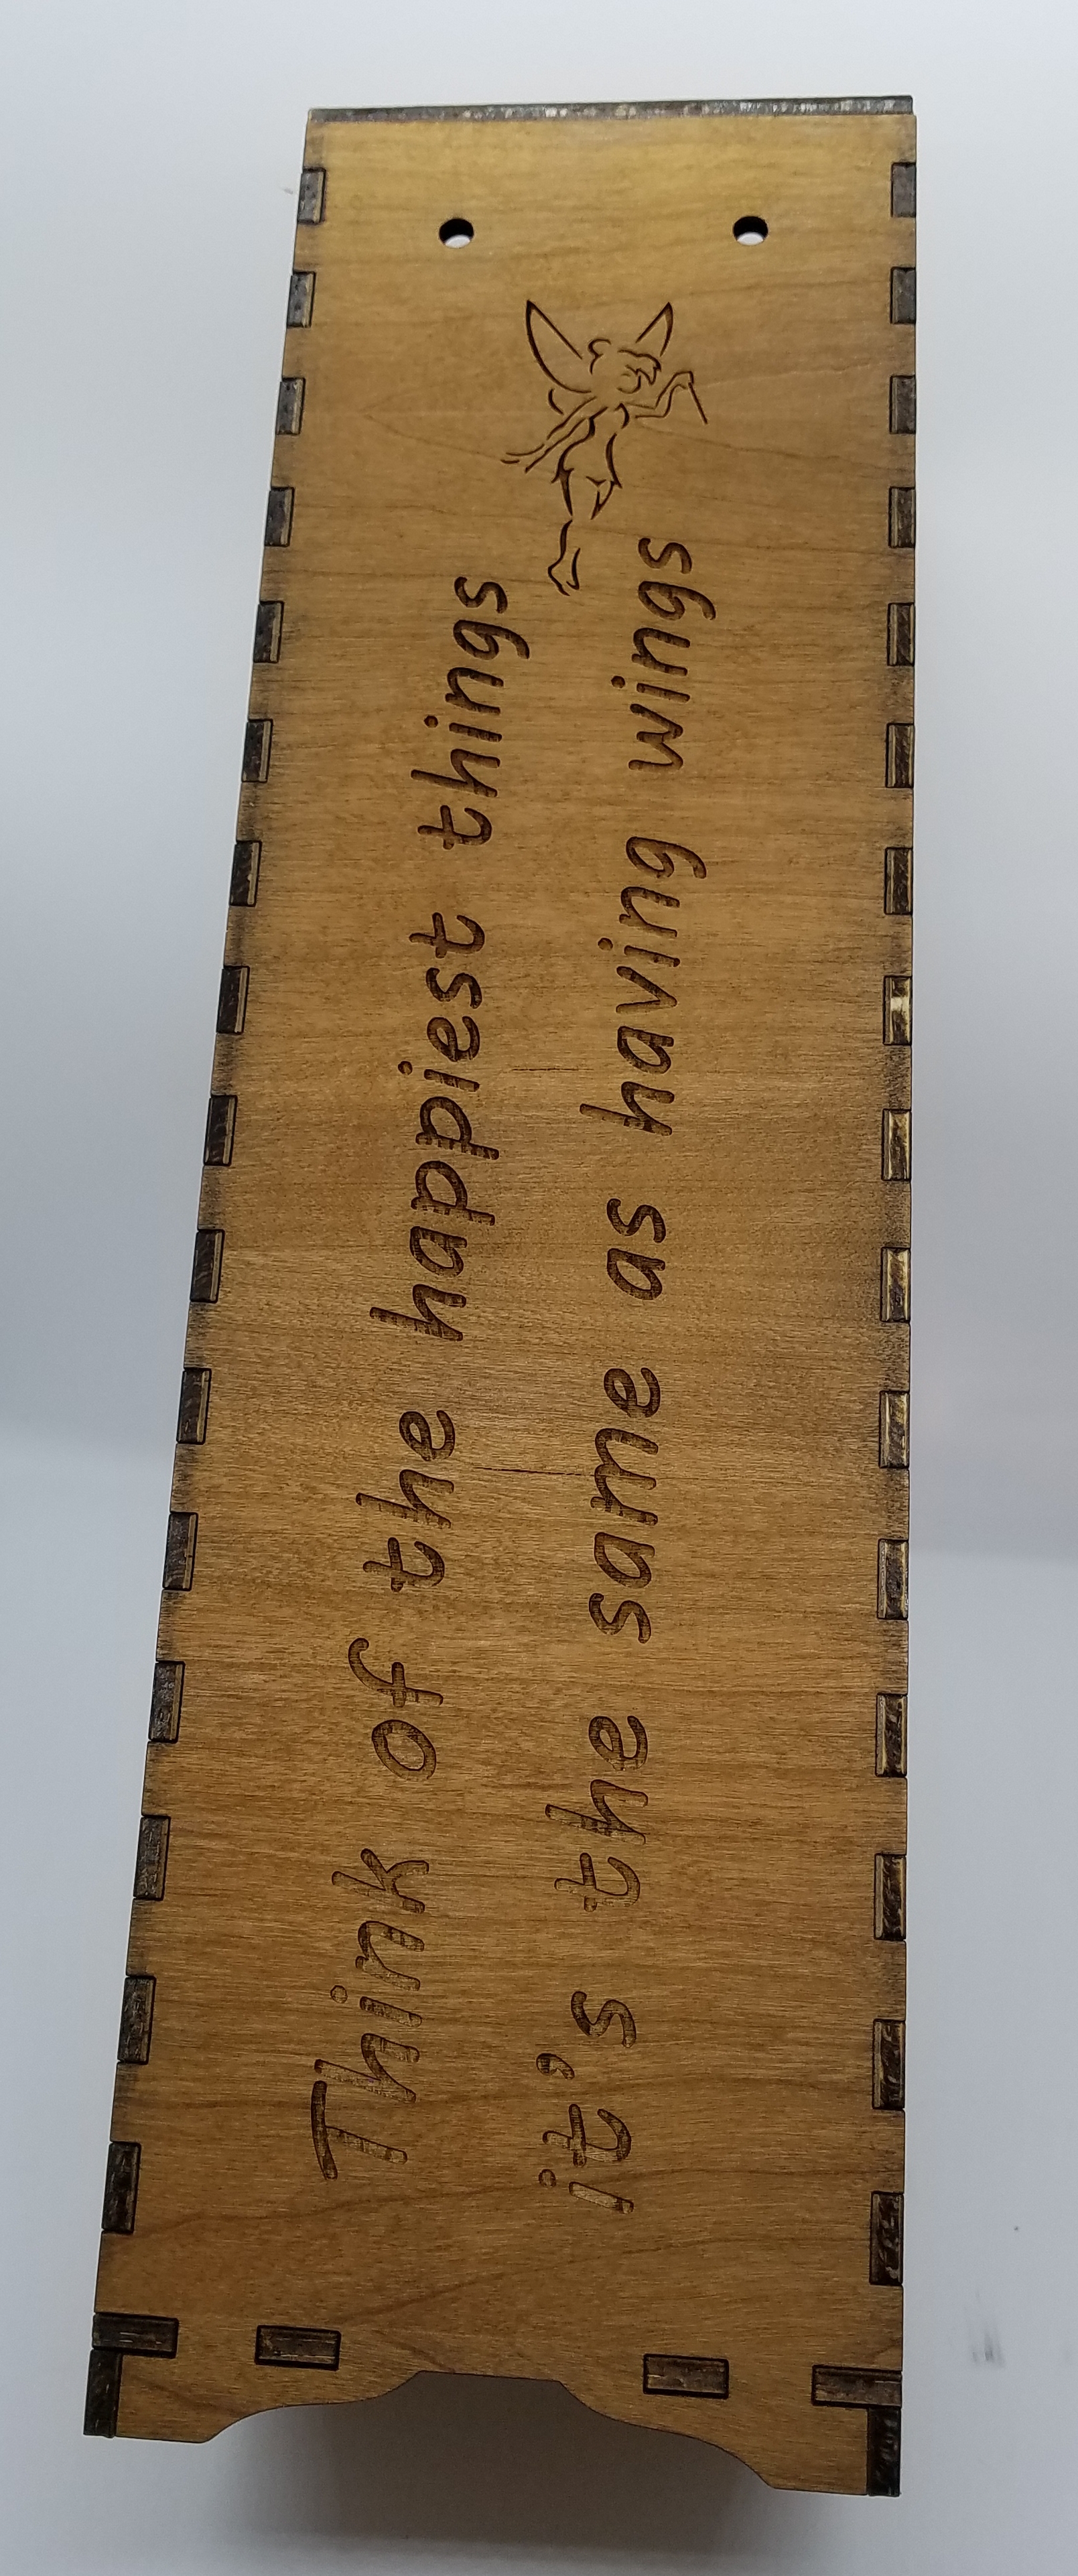 Think of the happiest things
it's the same as having wings